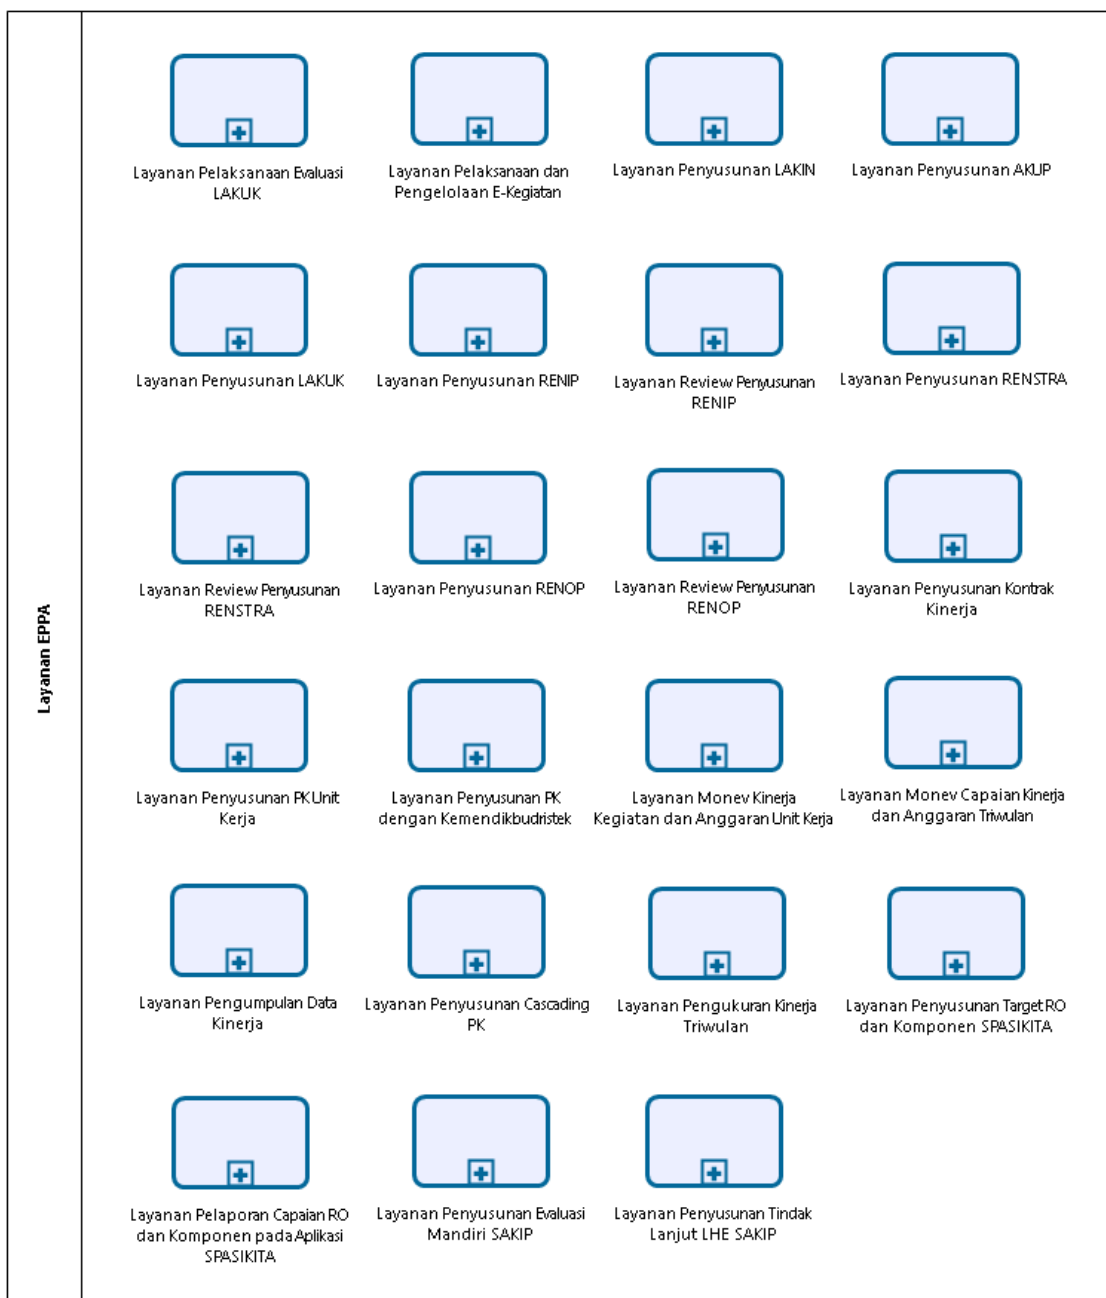 Layanan EPPA
Layanan Pelaksanaan Evaluasi
LAKUK
Layanan Pelaksanaan dan
Pengelolaan E-Kegiatan
Layanan Penyusunan LAKIN
Layanan Penyusunan AKUP
Layanan Penyusunan LAKUK
Layanan Penyusunan RENIP
Layanan Review Penyusunan
RENIP
Layanan Penyusunan RENSTRA
Layanan Review Penyusunan
RENSTRA
Layanan Penyusunan RENOP
Layanan Review Penyusunan
RENOP
Layanan Penyusunan Kontrak
Kinerja
Layanan Penyusunan PK Unit
Kerja
Layanan Penyusunan PK
dengan Kemendikbudristek
Layanan Monev Kinerja
Kegiatan dan Anggaran Unit Kerja
Layanan Monev Capaian Kinerja
dan Anggaran Triwulan
Layanan Pengumpulan Data
Kinerja
Layanan Penyusunan Cascading
PK
Layanan Pengukuran Kinerja
Triwulan
Layanan Penyusunan Target RO
dan Komponen SPASIKITA
Layanan Pelaporan Capaian RO
dan Komponen pada Aplikasi
SPASIKITA
Layanan Penyusunan Evaluasi
Mandiri SAKIP
Layanan Penyusunan Tindak
Lanjut LHE SAKIP